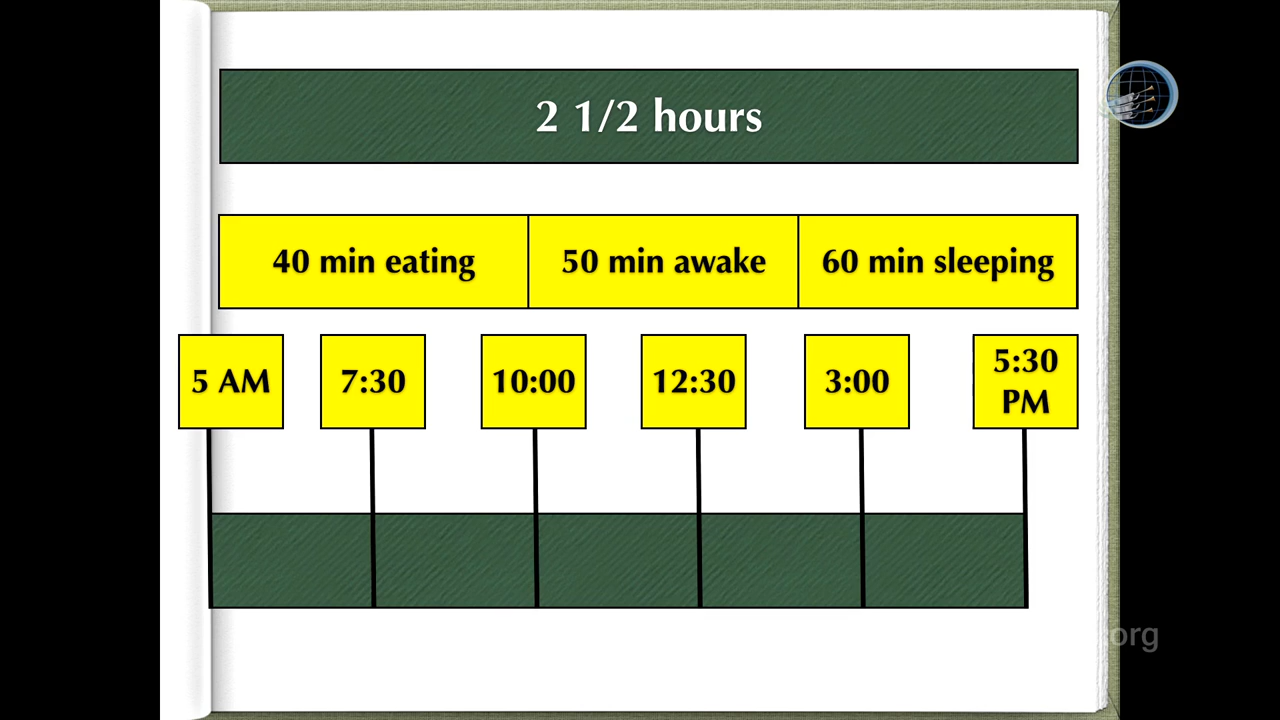 2 1/2 hours
40 min eating 50 min awake 60 min sleeping
5 AM 7:30 10:00 12:30 3:00 5:30
PM
org